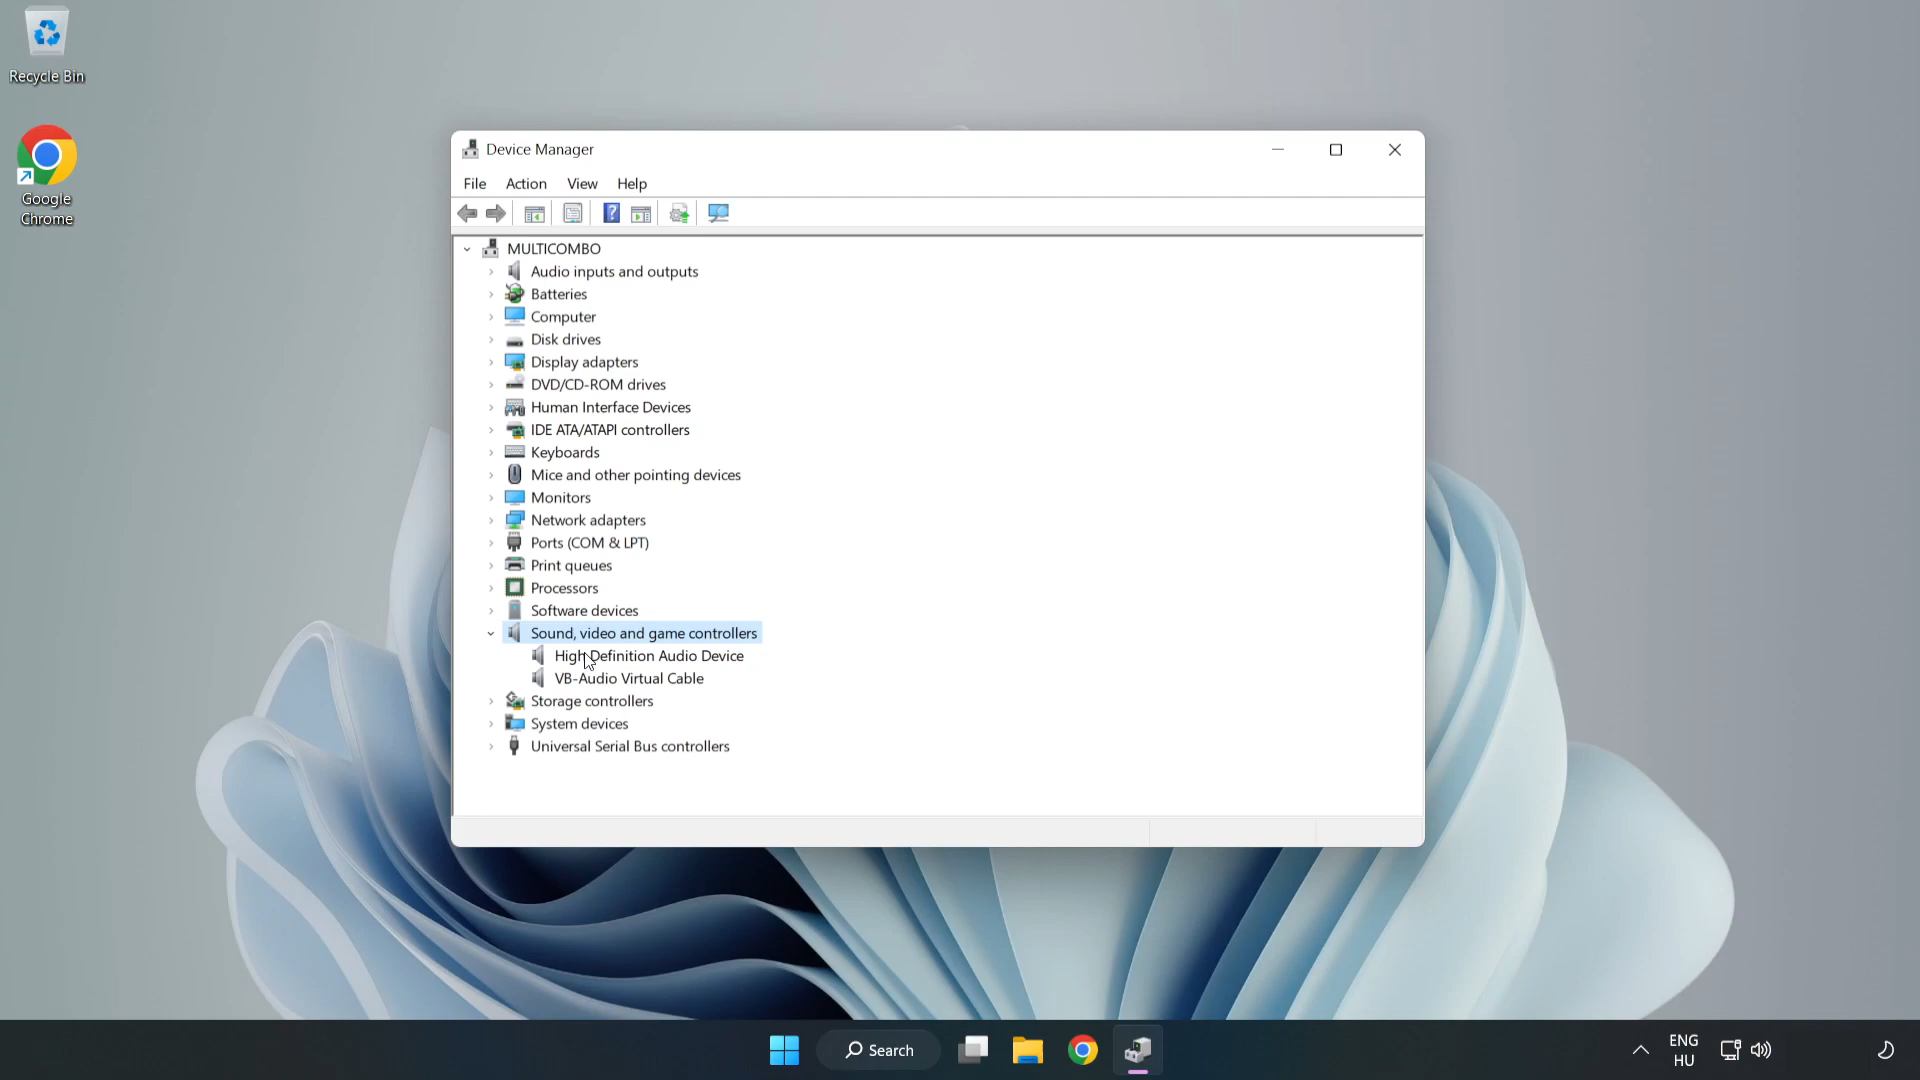 Recycle Bin
Google
Chrome
Device Manager
File Action View Help
MULTICOMBO
Audio inputs and outputs
Batteries
Computer
Disk drives
Display adapters
DVD/CD-ROM drives
Human Interface Devices
IDE ATA/ATAPI controllers
Keyboards
Mice and other pointing devices
Monitors
Network adapters
Ports (COM & LPT)
Print queues
Processors
Software devices
Sound, video and game controllers
High Definition Audio Device
VB-Audio Virtual Cable
Storage controllers
System devices
Universal Serial Bus controllers
Search
ENG
HU